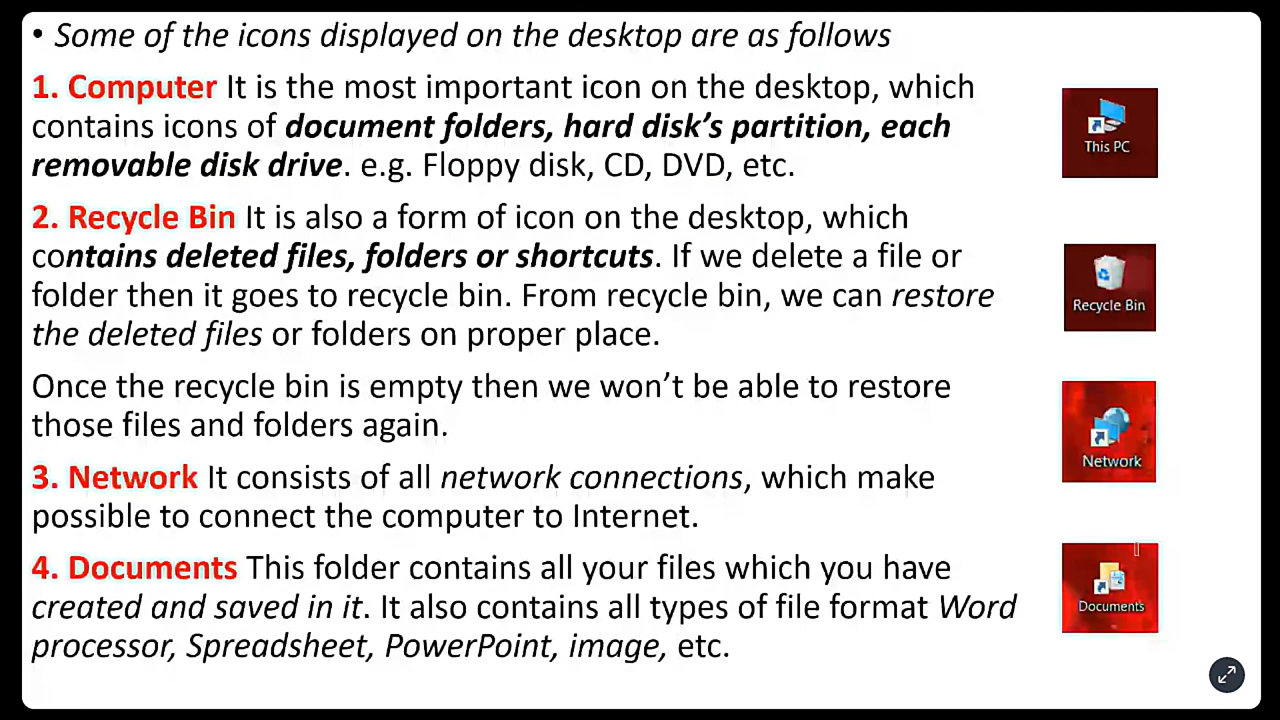 • Some of the icons displayed on the desktop are as follows
1. Computer It is the most important icon on the desktop, which
contains icons of document folders, hard disk’s partition, each
removable disk drive. e.g. Floppy disk, CD, DVD, etc.
This PC
2. Recycle Bin It is also a form of icon on the desktop, which
contains deleted files, folders or shortcuts. If we delete a file or
folder then it goes to recycle bin. From recycle bin, we can restore
the deleted files or folders on proper place.
Recycle Bin
Once the recycle bin is empty then we won’t be able to restore
those files and folders again.
Network
3. Network It consists of all network connections, which make
possible to connect the computer to Internet.
4. Documents This folder contains all your files which you have
created and saved in it. It also contains all types of file format Word
processor, Spreadsheet, PowerPoint, image, etc.
Documents